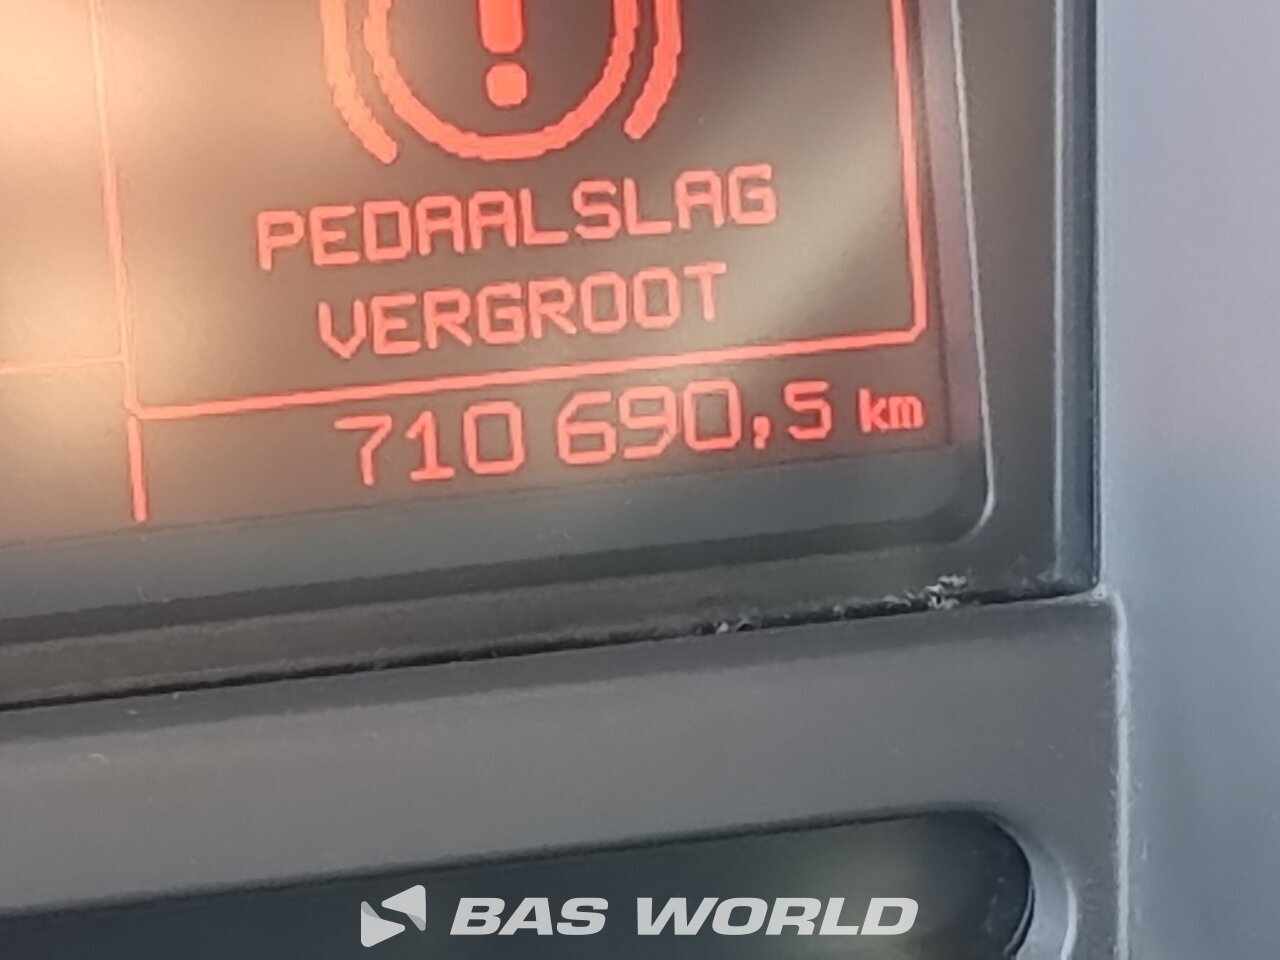 PEDAALSLAG
VERGROOT
710 690,5 km
BAS WORLD